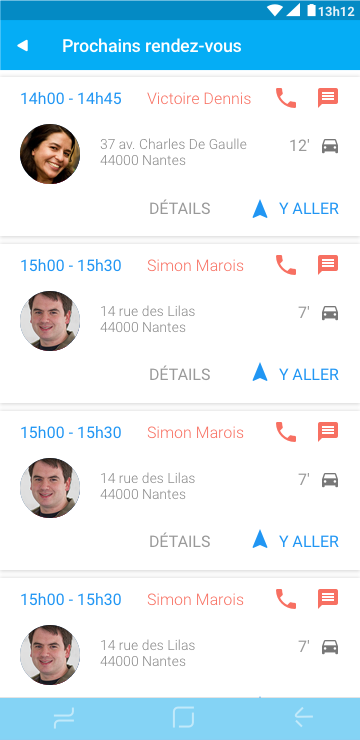 13h12
Prochains rendez-vous
14h00 - 14h45 Victoire Dennis
37 av. Charles De Gaulle 12'
44000 Nantes
DÉTAILS Y ALLER
15h00 - 15h30 Simon Marois
14 rue des Lilas 7'
44000 Nantes
DÉTAILS Y ALLER
15h00 - 15h30 Simon Marois
14 rue des Lilas 7'
44000 Nantes
DÉTAILS Y ALLER
15h00 - 15h30 Simon Marois
14 rue des Lilas 7'
44000 Nantes